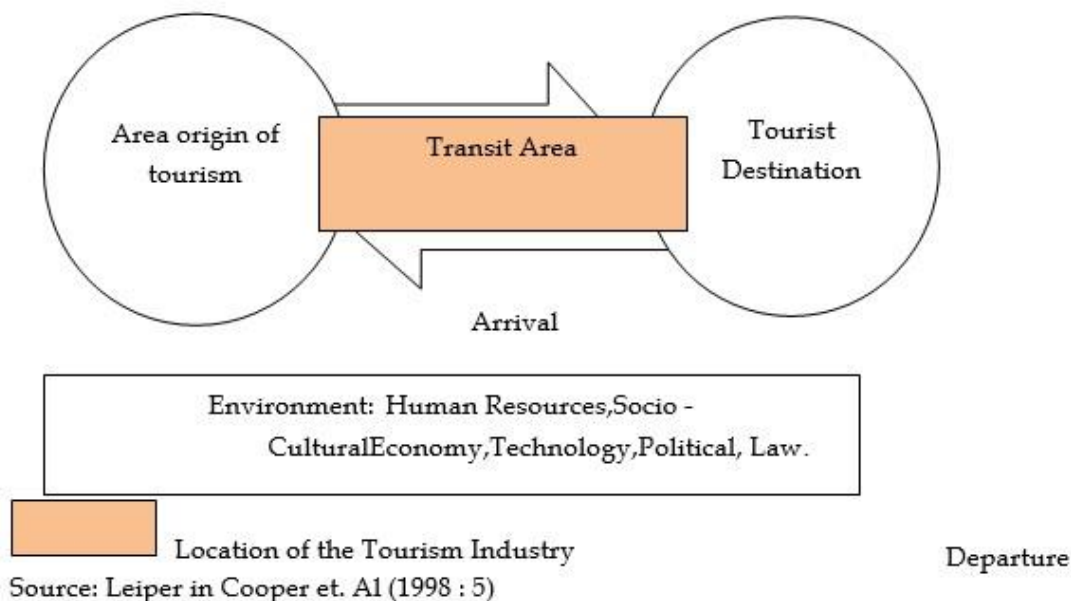 Area origin of
tourism
Transit Area
Tourist
Destination
Arrival
Environment: Human Resources,Socio -
CulturalEconomy,Technology,Political, Law.
Location of the Tourism Industry
Departure
Source: Leiper in Cooper et. Al (1998 : 5)